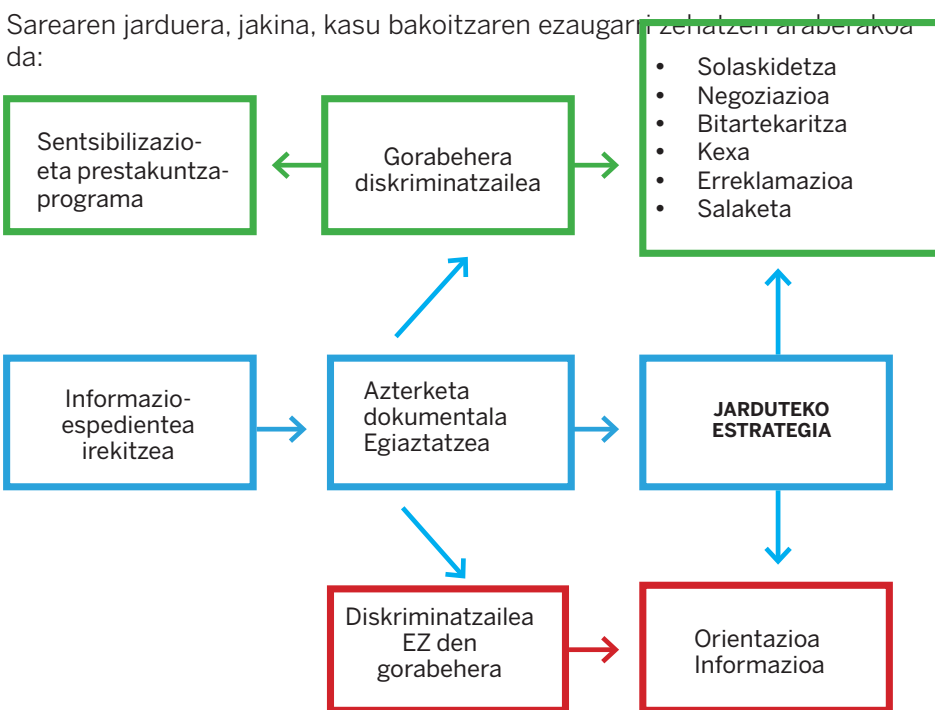 Sarearen jarduera, jakina, kasu bakoitzaren ezaugarri zehatzen araberakoa
da:
Sentsibilizazio-
eta prestakuntza-
programa
Gorabehera
diskriminatzailea
• Solaskidetza
• Negoziazioa
• Bitartekaritza
• Kexa
• Erreklamazioa
• Salaketa
Informazio-
espedientea
irekitzea
Azterketa
dokumentala
Egiaztatzea
JARDUTEKO
ESTRATEGIA
Diskriminatzailea
EZ den
gorabehera
Orientazioa
Informazioa